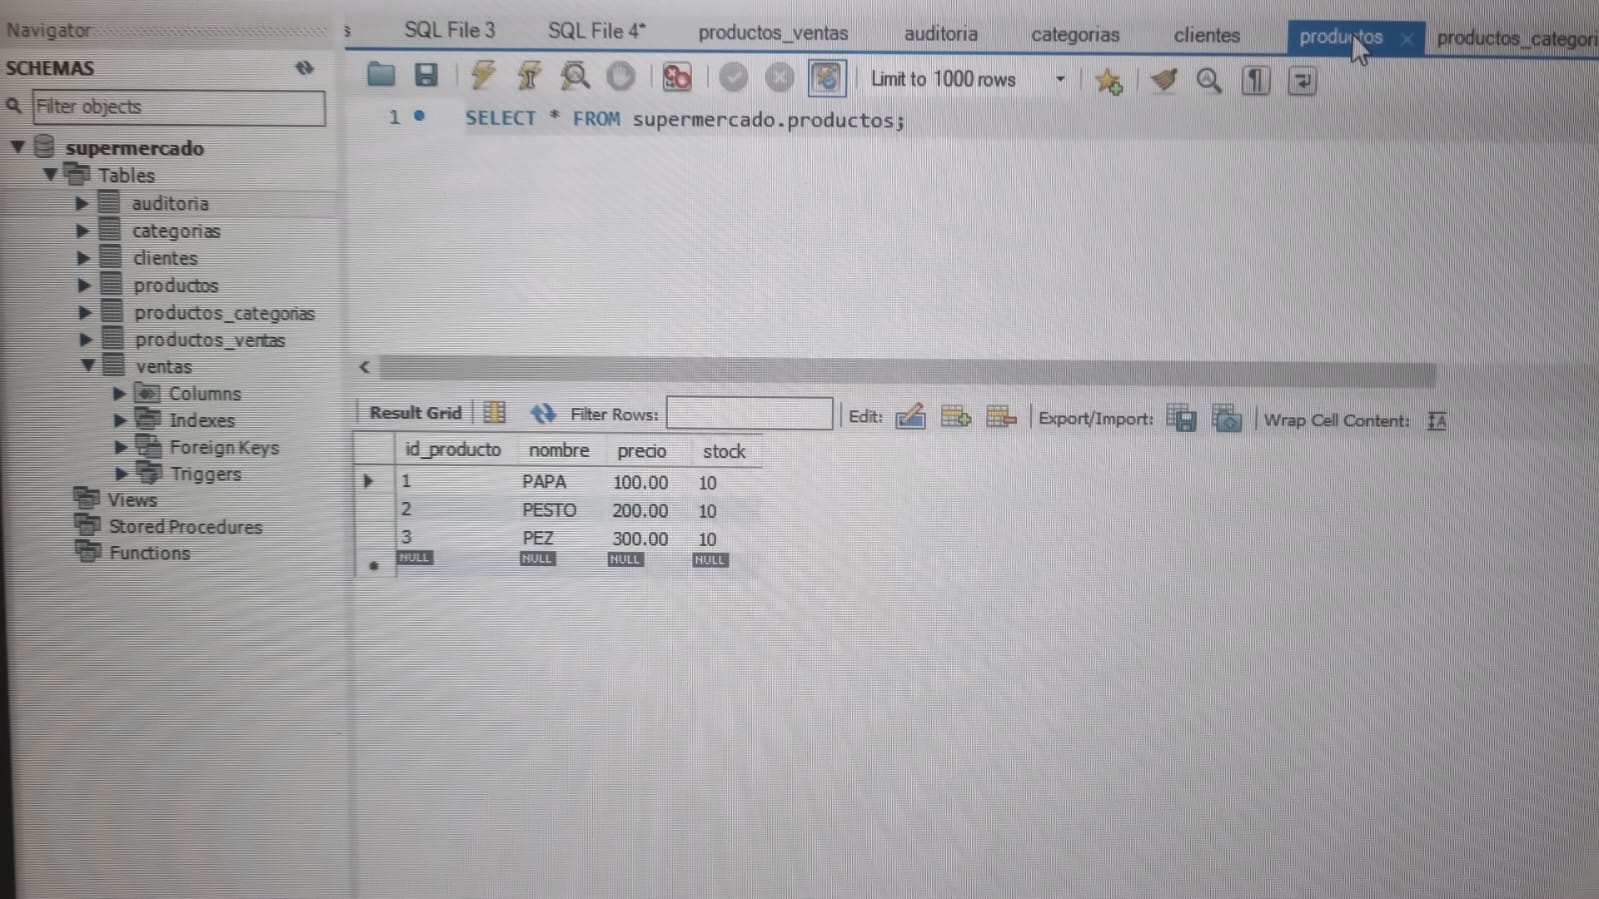 Navigator
s SQL File 3 SQL File 4* productos_ventas auditoria categorias clientes productos productos_categori
SCHEMAS
Limit to 1000 rows
Filter objects
1 SELECT * FROM supermercado.productos;
supermercado
Tables
auditoria
categorias
clientes
productos
productos_categorias
productos_ventas
ventas
Columns
Indexes
Foreign Keys
Triggers
Views
Stored Procedures
Functions
Result Grid Filter Rows: Edit: Export/Import: Wrap Cell Content: IA
id_producto nombre precio stock
1 PAPA 100.00 10
2 PESTO 200.00 10
3 PEZ 300.00 10
NULL NULL NULL NULL